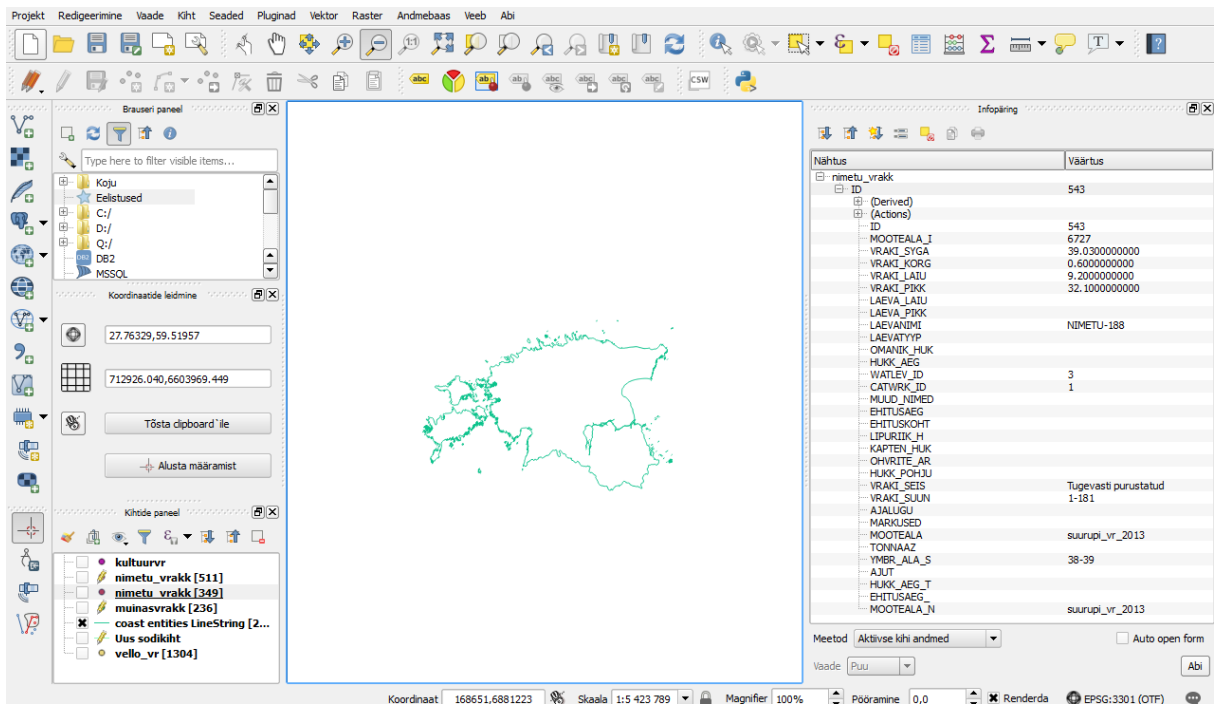 Projekt Redigeerimine Vaade Kiht Seaded Pluginad Vektor Raster Andmebaas Veeb Abi
CSW
Brauseri paneel
Type here to filter visible items...
Koju
Eelistused
C:/
D:/
Q:/
DB2
MSSQL
Koordinaatide leidmine
27.76329,59.51957
712926.040,6603969.449
Tõsta clipboard`ile
Alusta määramist
Kihtide paneel
kultuurvr
nimetu_vrakk [511]
nimetu_vrakk [349]
muinasvrakk [236]
coast entities LineString [2...
Uus sodikiht
vello_vr [1304]
Infopäring
Nähtus Väärtus
nimetu_vrakk
ID 543
(Derived)
(Actions)
ID 543
MOOTEALA_I 6727
VRAKI_SYGA 39.0300000000
VRAKI_KORG 0.6000000000
VRAKI_LAIU 9.2000000000
VRAKI_PIKK 32.1000000000
LAEVA_LAIU
LAEVA_PIKK
LAEVANIMI NIMETU-188
LAEVATYYP
OMANIK_HUK
HUKK_AEG
WATLEV_ID 3
CATWRK_ID 1
MUUD_NIMED
EHITUSAEG
EHITUSKOHT
LIPURIIK_H
KAPTEN_HUK
OHVRITE_AR
HUKK_POHJU
VRAKI_SEIS Tugevasti purustatud
VRAKI_SUUN 1-181
AJALUGU
MARKUSED
MOOTEALA suurupi_vr_2013
TONNAAZ
YMBR_ALA_S 38-39
AJUT
HUKK_AEG_T
EHITUSAEG_
MOOTEALA_N suurupi_vr_2013
Meetod Aktiivse kihi andmed Auto open form
Vaade Puu Abi
Koordinaat 168651,6881223 Skaala 1:5 423 789 Magnifier 100% Pööramine 0,0 Renderda EPSG:3301 (OTF)